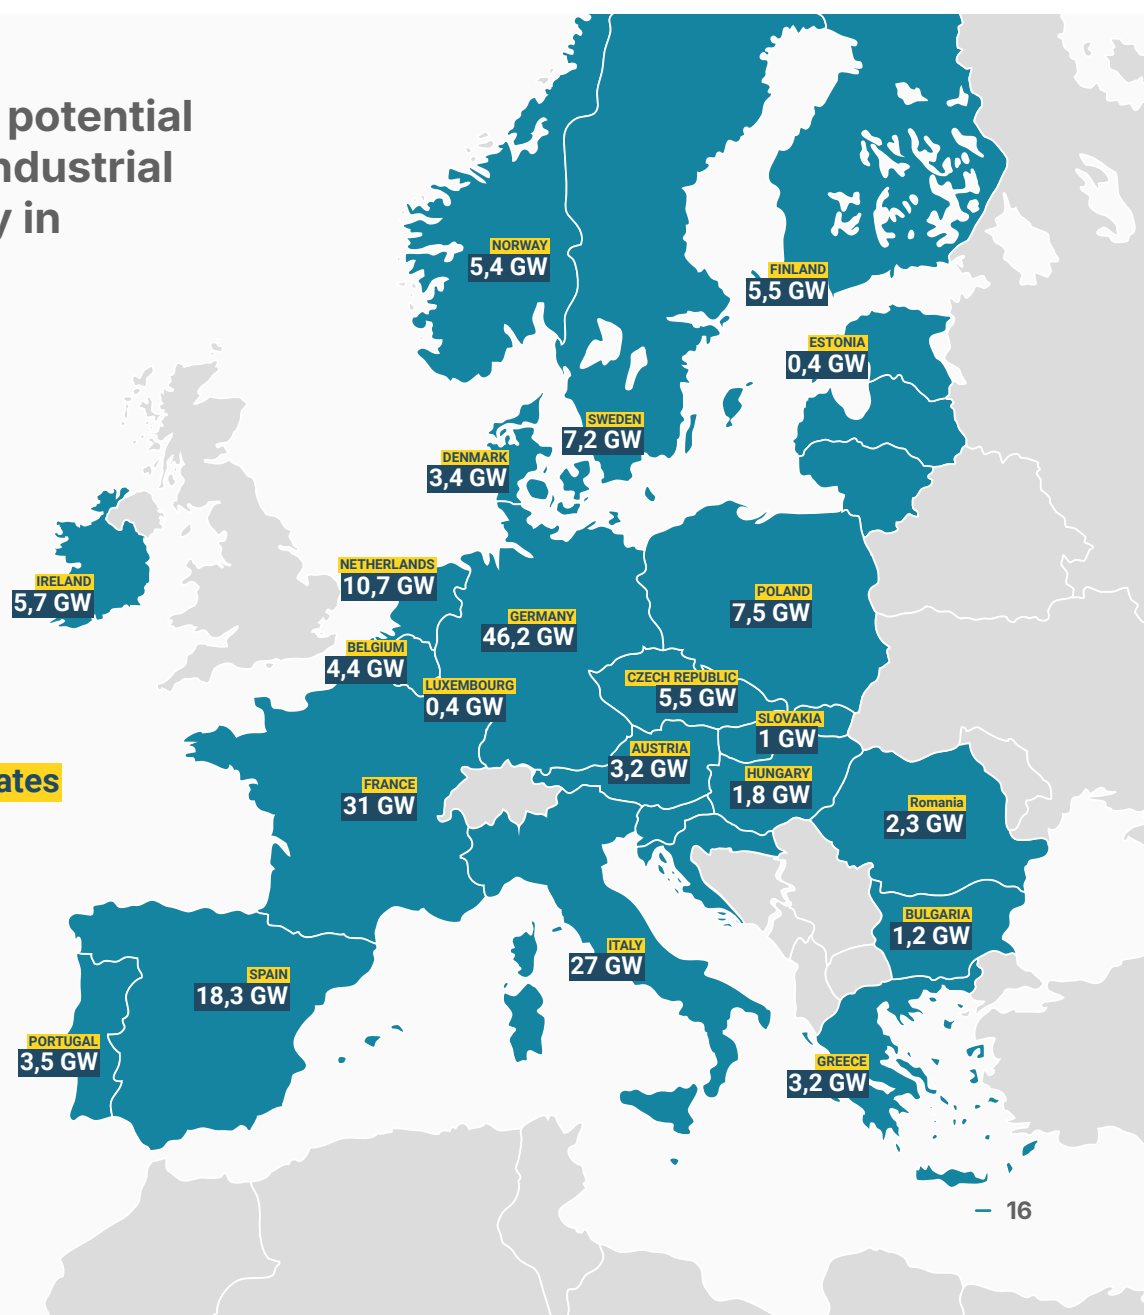 potential
ndustrial
y in
NORWAY
5,4 GW
FINLAND
5,5 GW
ESTONIA
0,4 GW
SWEDEN
7,2 GW
DENMARK
3,4 GW
NETHERLANDS
10,7 GW
IRELAND
5,7 GW
POLAND
7,5 GW
GERMANY
46,2 GW
BELGIUM
4,4 GW
LUXEMBOURG
0,4 GW
CZECH REPUBLIC
5,5 GW
SLOVAKIA
1 GW
AUSTRIA
3,2 GW
HUNGARY
1,8 GW
ates
FRANCE
31 GW
Romania
2,3 GW
BULGARIA
1,2 GW
ITALY
27 GW
SPAIN
18,3 GW
PORTUGAL
3,5 GW
GREECE
3,2 GW
16